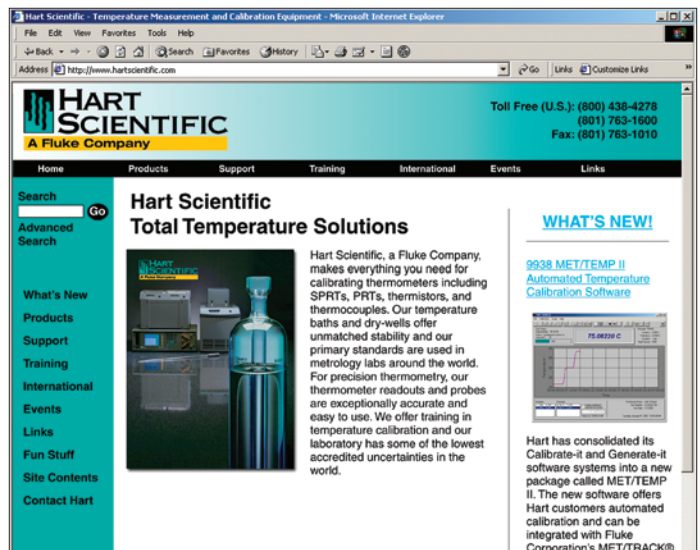 Hart Scientific - Temperature Measurement and Calibration Equipment - Microsoft Internet Explorer
File Edit View Favorites Tools Help
Back Search Favorites History
Address http://www.hartscientific.com Go Links Customize Links »
HART
SCIENTIFIC
A Fluke Company
Toll Free (U.S.): (800) 438-4278
(801) 763-1600
Fax: (801) 763-1010
Home Products Support Training International Events Links
Search
Go
Advanced
Search
What's New
Products
Support
Training
International
Events
Links
Fun Stuff
Site Contents
Contact Hart
Hart Scientific
Total Temperature Solutions
HART
SCIENTIFIC
A Fluke Company
Hart Scientific, a Fluke Company,
makes everything you need for
calibrating thermometers including
SPRTs, PRTs, thermistors, and
thermocouples. Our temperature
baths and dry-wells offer
unmatched stability and our
primary standards are used in
metrology labs around the world.
For precision thermometry, our
thermometer readouts and probes
are exceptionally accurate and
easy to use. We offer training in
temperature calibration and our
laboratory has some of the lowest
accredited uncertainties in the
world.
WHAT'S NEW!
9938 MET/TEMP II
Automated Temperature
Calibration Software
75.08220 C
Hart has consolidated its
Calibrate-it and Generate-it
software systems into a new
package called MET/TEMP
II. The new software offers
Hart customers automated
calibration and can be
integrated with Fluke
Corporation's MET/TRACK®